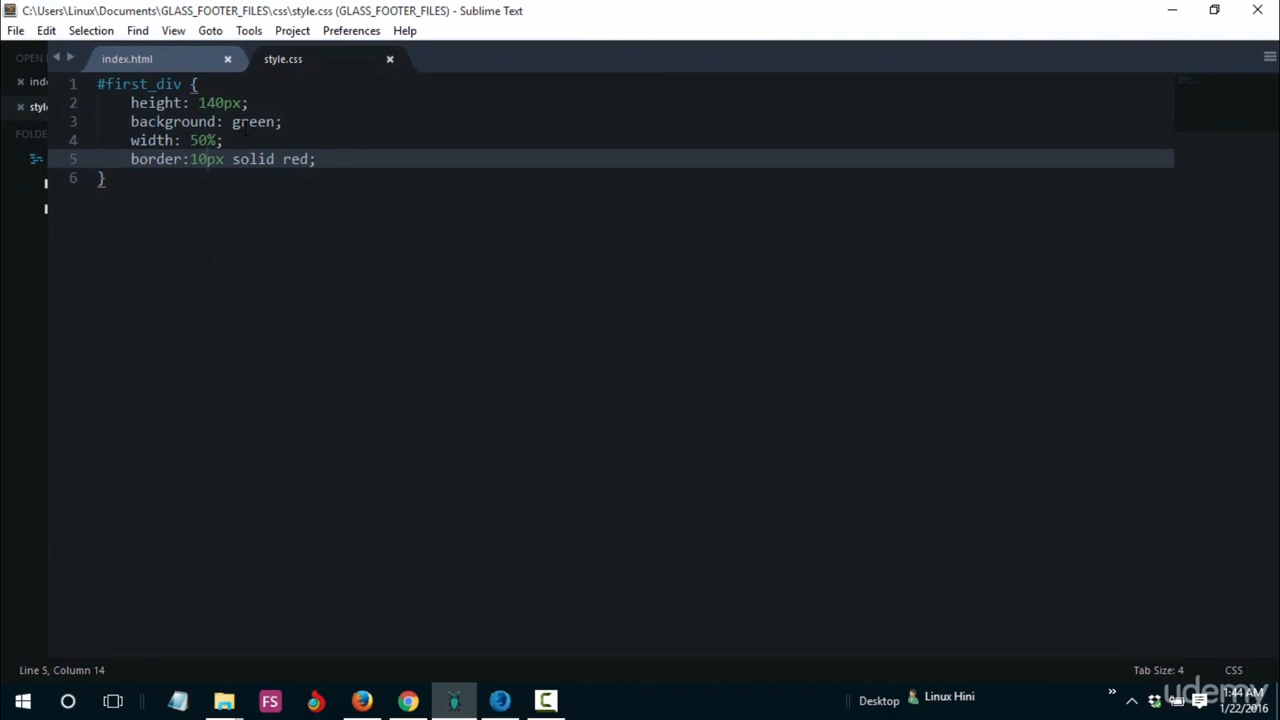 C:\Users\Linux\Documents\GLASS_FOOTER_FILES\css\style.css (GLASS_FOOTER_FILES) - Sublime Text
File Edit Selection Find View Goto Tools Project Preferences Help
OPEN
index.html
style.css
ind
style
FOLD
1 #first_div {
2 height: 140px;
3 background: green;
4 width: 50%;
5 border:10px solid red;
6 }
Line 5, Column 14
Tab Size: 4
CSS
FS
Desktop
Linux Hini
1:44 AM
1/22/2016
udemy